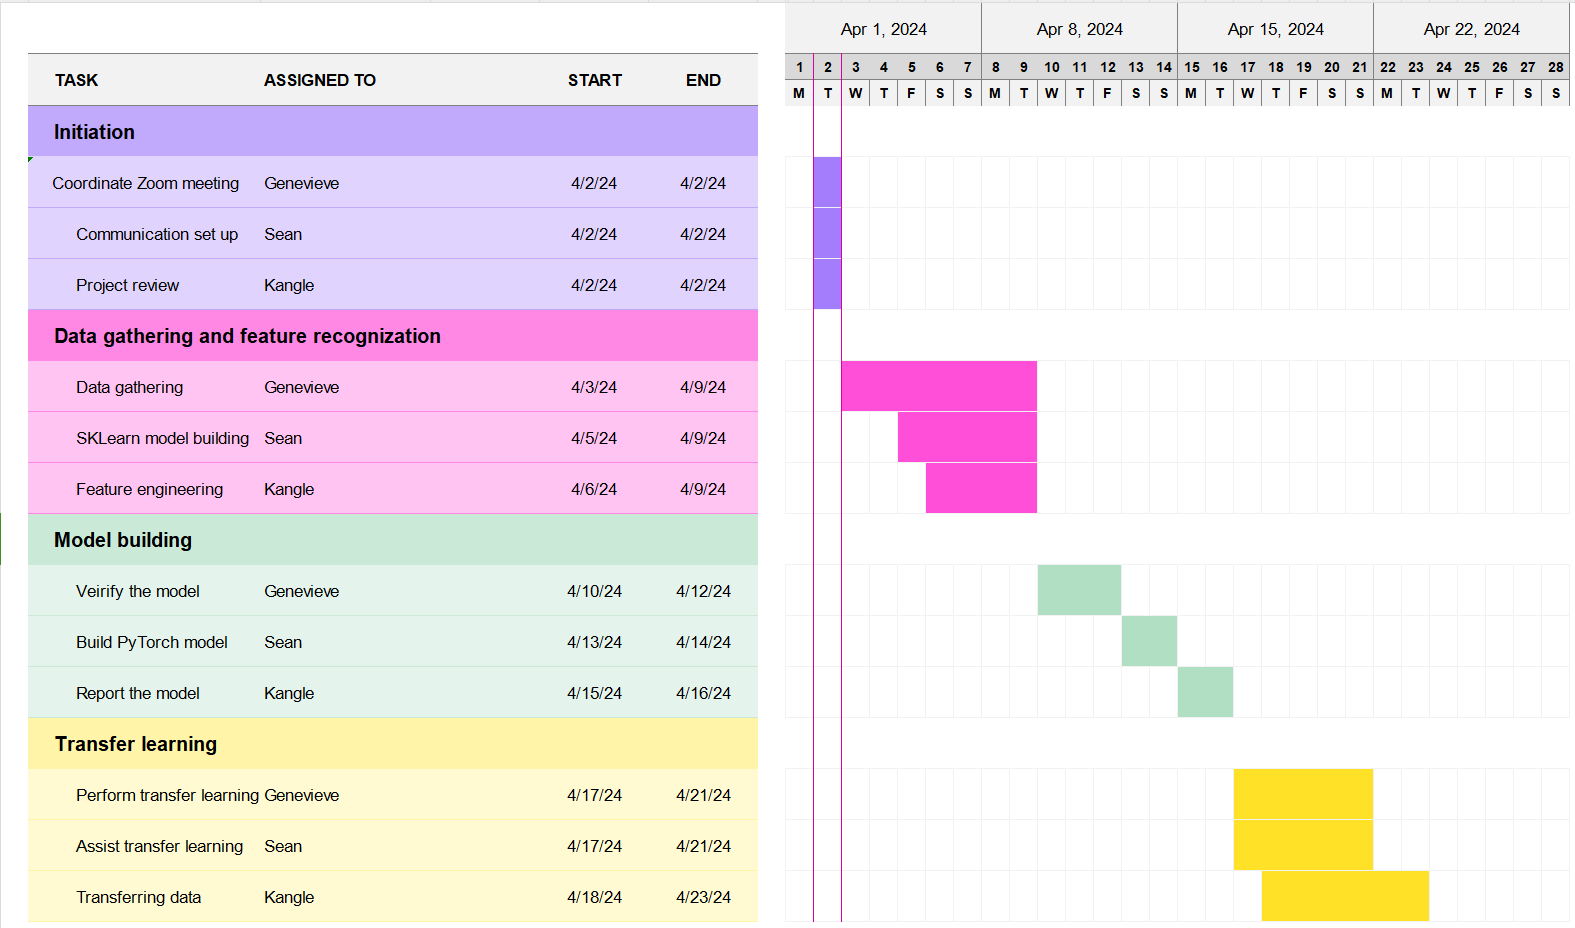 Apr 1, 2024 Apr 8, 2024 Apr 15, 2024 Apr 22, 2024
1 2 3 4 5 6 7 8 9 10 11 12 13 14 15 16 17 18 19 20 21 22 23 24 25 26 27 28
TASK ASSIGNED TO START END
M T W T F S S M T W T F S S M T W T F S S M T W T F S S
Initiation
Coordinate Zoom meeting Genevieve 4/2/24 4/2/24
Communication set up Sean 4/2/24 4/2/24
Project review Kangle 4/2/24 4/2/24
Data gathering and feature recognization
Data gathering Genevieve 4/3/24 4/9/24
SKLearn model building Sean 4/5/24 4/9/24
Feature engineering Kangle 4/6/24 4/9/24
Model building
Veirify the model Genevieve 4/10/24 4/12/24
Build PyTorch model Sean 4/13/24 4/14/24
Report the model Kangle 4/15/24 4/16/24
Transfer learning
Perform transfer learning Genevieve 4/17/24 4/21/24
Assist transfer learning Sean 4/17/24 4/21/24
Transferring data Kangle 4/18/24 4/23/24